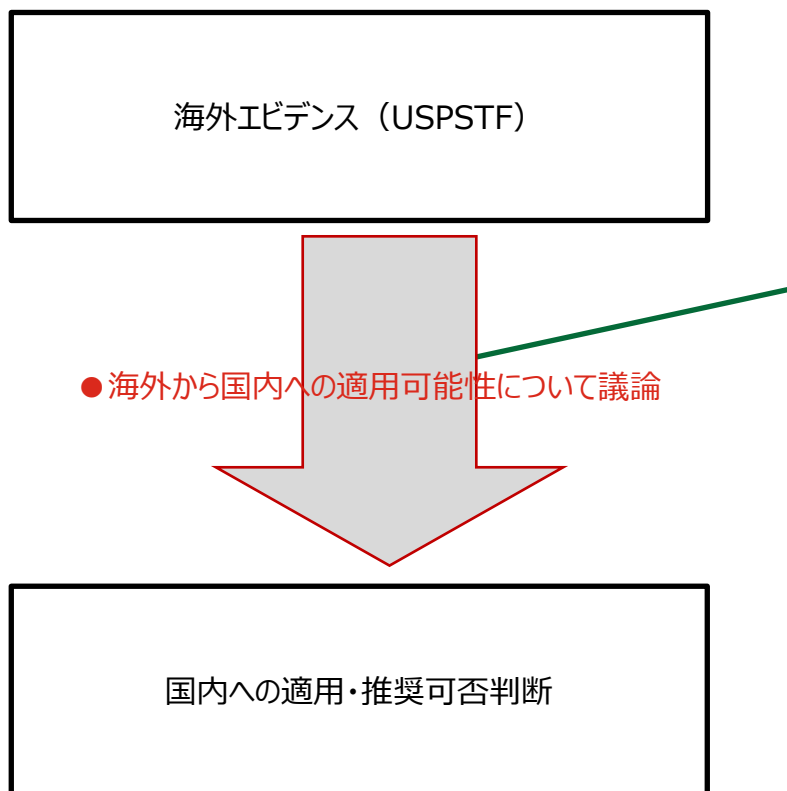 海外エビデンス（USPSTF）
●海外から国内への適用可能性について議論
国内への適用・推奨可否判断